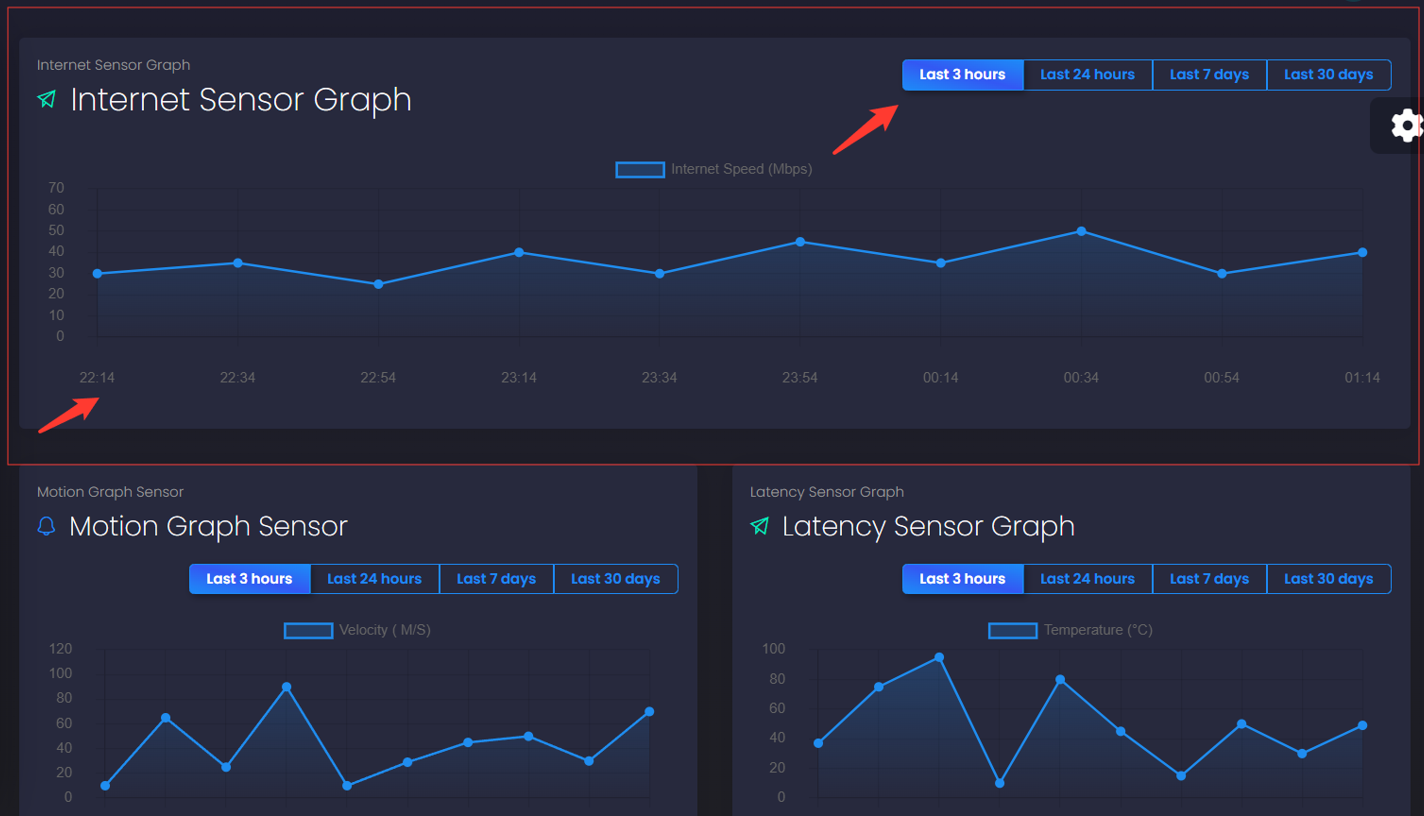 Internet Sensor Graph
Internet Sensor Graph
Last 3 hours Last 24 hours Last 7 days Last 30 days
Internet Speed (Mbps)
70
60
50
40
30
20
10
0
22:14 22:34 22:54 23:14 23:34 23:54 00:14 00:34 00:54 01:14
Motion Graph Sensor
Motion Graph Sensor
Last 3 hours Last 24 hours Last 7 days Last 30 days
Velocity ( M/S)
120
100
80
60
40
20
0
Latency Sensor Graph
Latency Sensor Graph
Last 3 hours Last 24 hours Last 7 days Last 30 days
Temperature (°C)
100
80
60
40
20
0